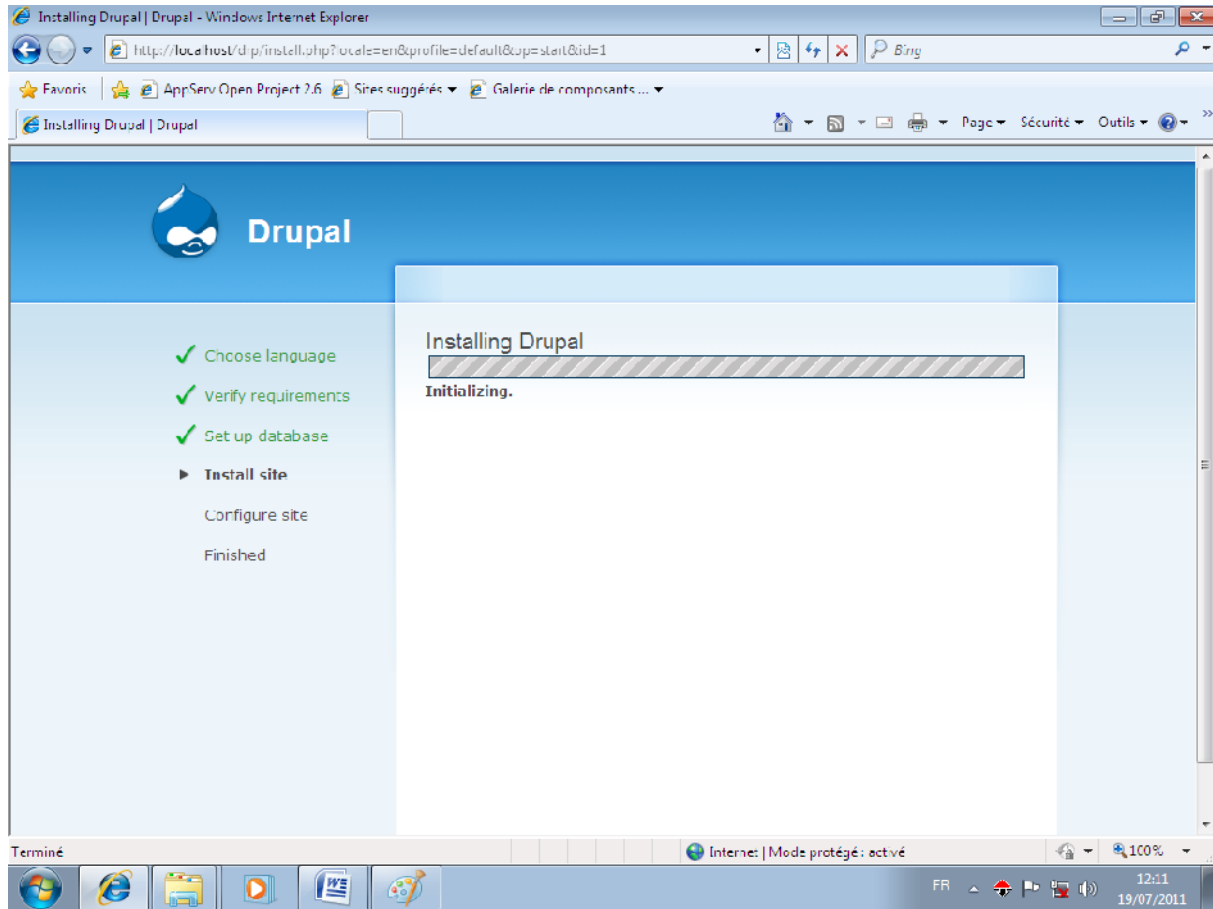 Installing Drupal | Drupal - Windows Internet Explorer
http://localhost/drp/install.php?locale=en&profile=default&op=start&id=1
Bing
Favoris AppServ Open Project 2.6 Sites suggérés Galerie de composants ...
Installing Drupal | Drupal
Page Sécurité Outils
Drupal
Installing Drupal
Initializing.
Choose language
Verify requirements
Set up database
Install site
Configure site
Finished
Terminé Internet | Mode protégé : activé 100%
FR 12:11
19/07/2011